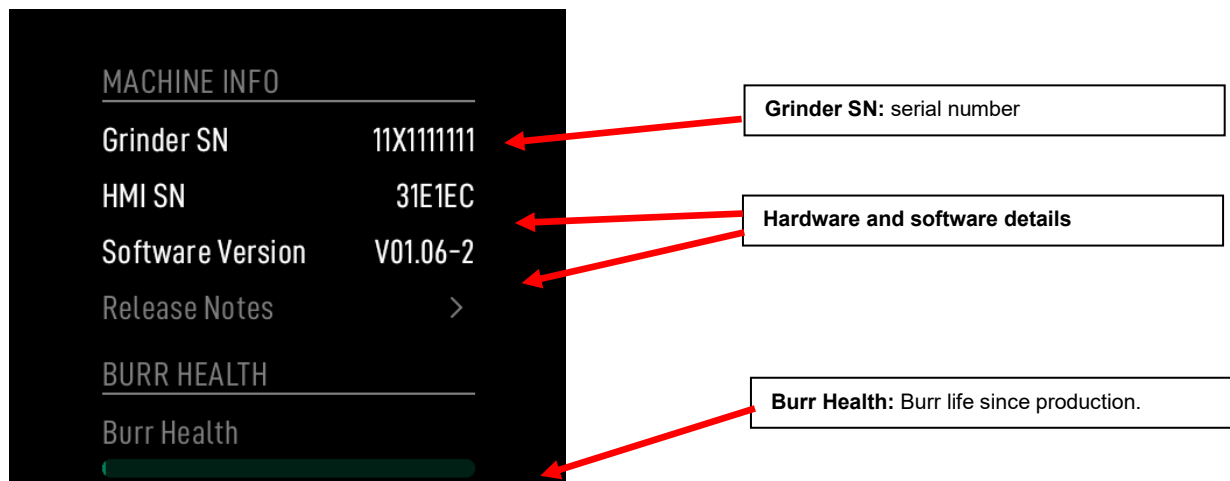 MACHINE INFO
Grinder SN 11X1111111
HMI SN 31E1EC
Software Version V01.06-2
Release Notes >
BURR HEALTH
Burr Health
Grinder SN: serial number
Hardware and software details
Burr Health: Burr life since production.